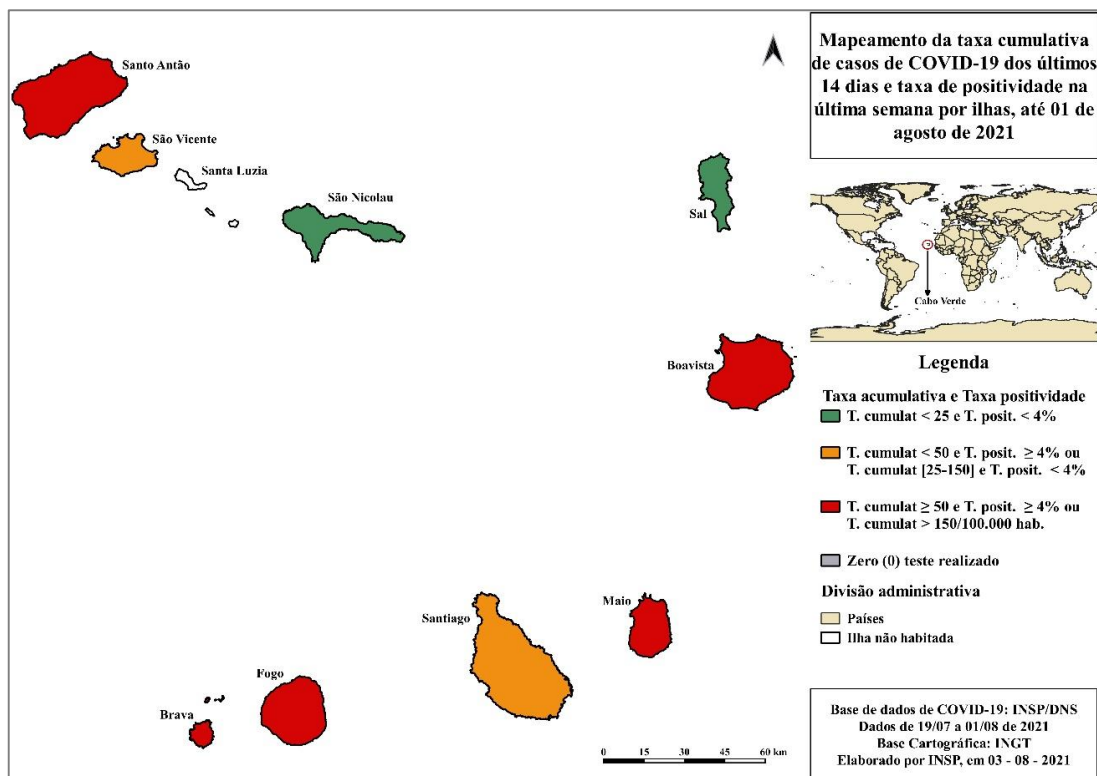 Mapeamento da taxa cumulativa
de casos de COVID-19 dos últimos
14 dias e taxa de positividade na
última semana por ilhas, até 01 de
agosto de 2021
Santo Antão
São Vicente
Santa Luzia
São Nicolau
Sal
Boavista
Maio
Santiago
Fogo
Brava
Cabo Verde
Legenda
Taxa acumulativa e Taxa positividade
T. cumulat < 25 e T. posit. < 4%
T. cumulat < 50 e T. posit. ≥ 4% ou
T. cumulat [25-150] e T. posit. < 4%
T. cumulat ≥ 50 e T. posit. ≥ 4% ou
T. cumulat > 150/100.000 hab.
Zero (0) teste realizado
Divisão administrativa
Países
Ilha não habitada
0 15 30 45 60 km
Base de dados de COVID-19: INSP/DNS
Dados de 19/07 a 01/08 de 2021
Base Cartográfica: INGT
Elaborado por INSP, em 03 - 08 - 2021